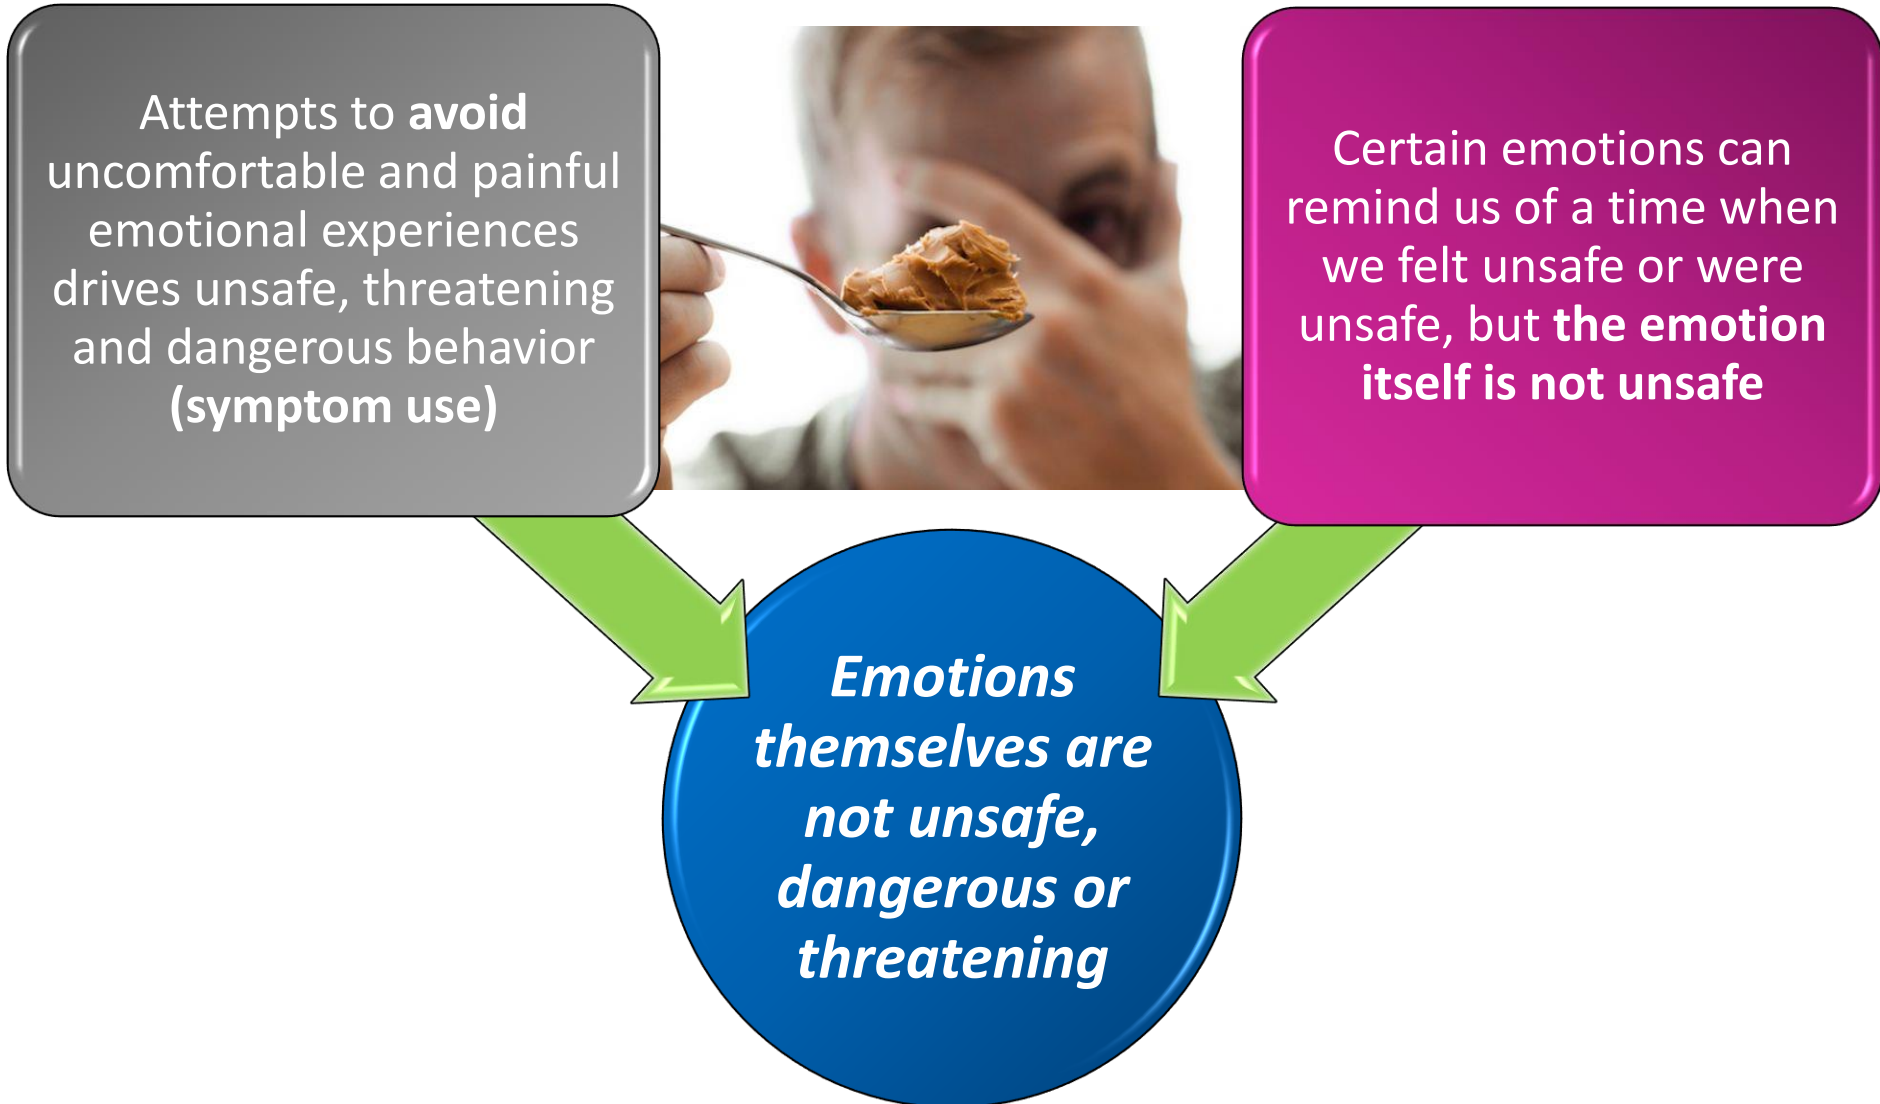 Attempts to avoid
uncomfortable and painful
emotional experiences
drives unsafe, threatening
and dangerous behavior
(symptom use)
Certain emotions can
remind us of a time when
we felt unsafe or were
unsafe, but the emotion
itself is not unsafe
Emotions
themselves are
not unsafe,
dangerous or
threatening